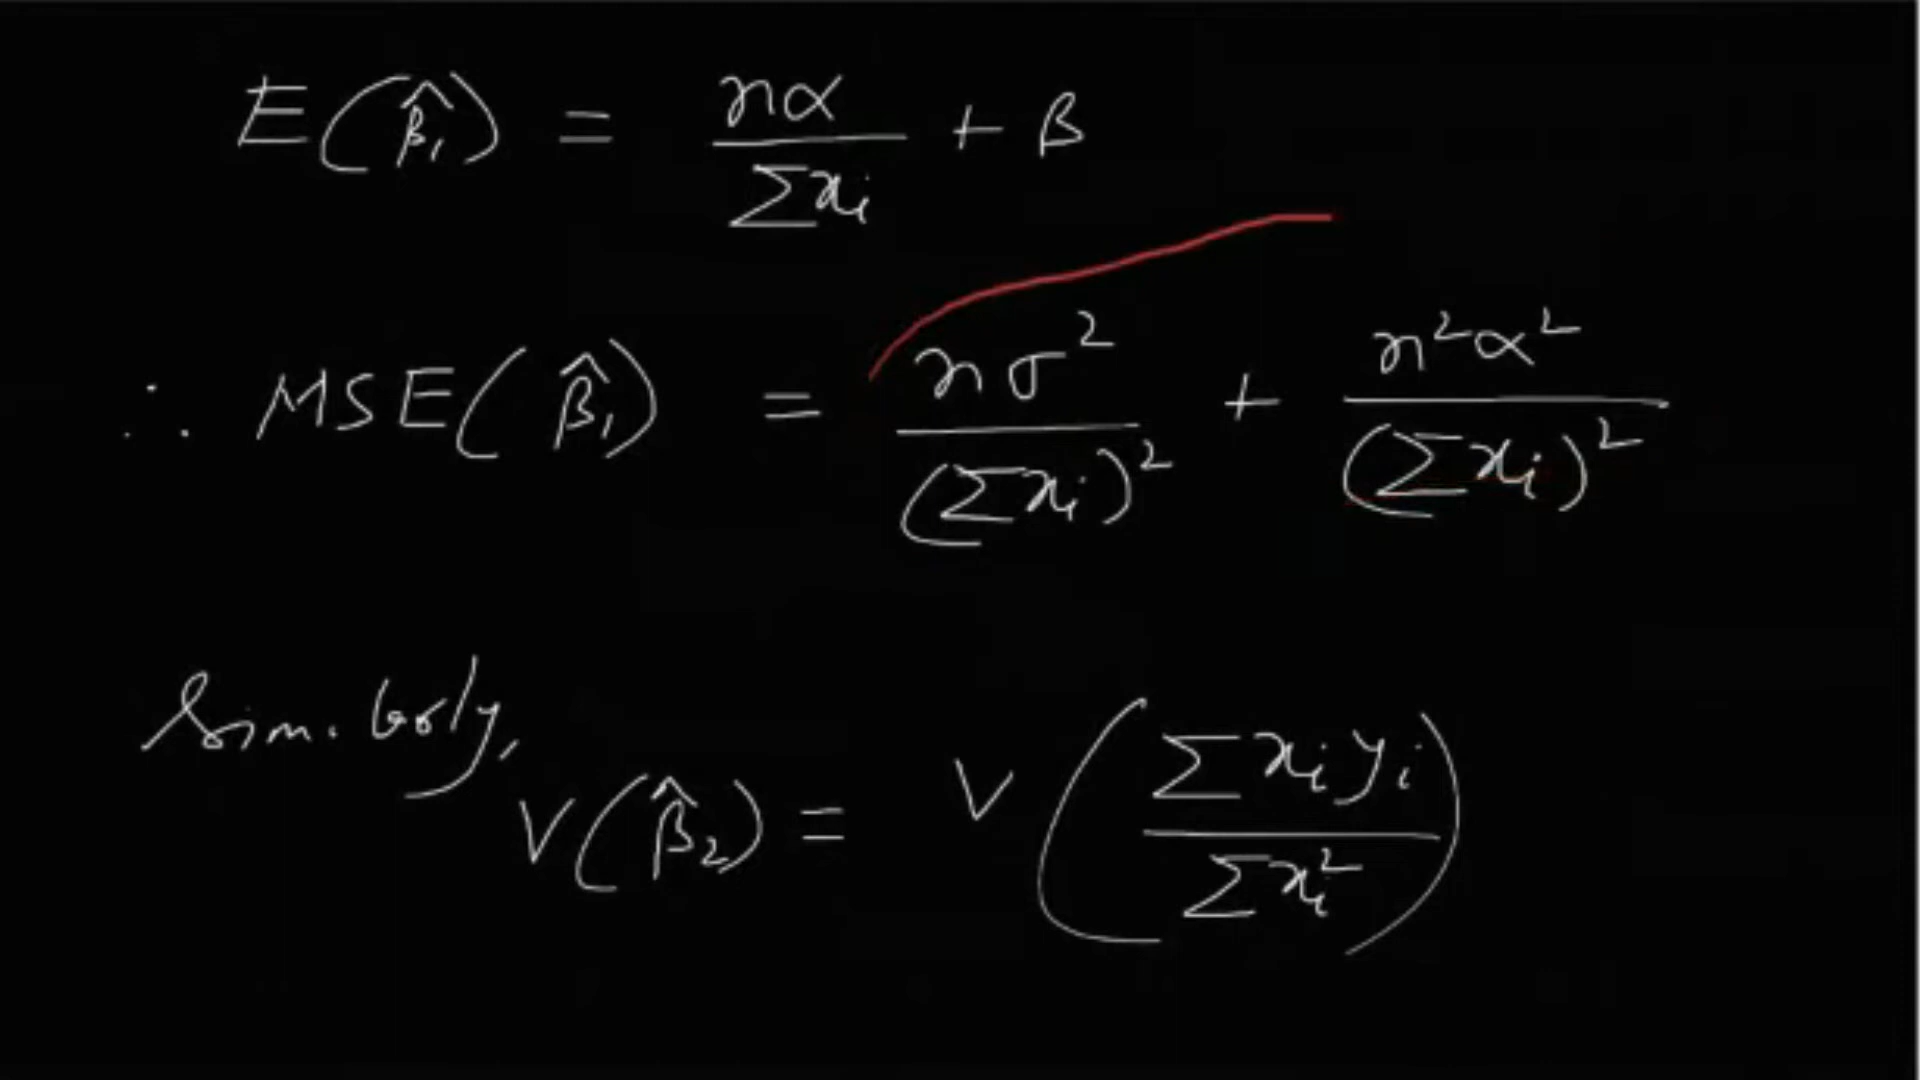 E(β̂₁) = nα / Σxᵢ + β
∴ MSE(β̂₁) = nσ² / (Σxᵢ)² + n²α² / (Σxᵢ)²
Similarly,
V(β̂₂) = V(Σxᵢyᵢ / Σxᵢ²)